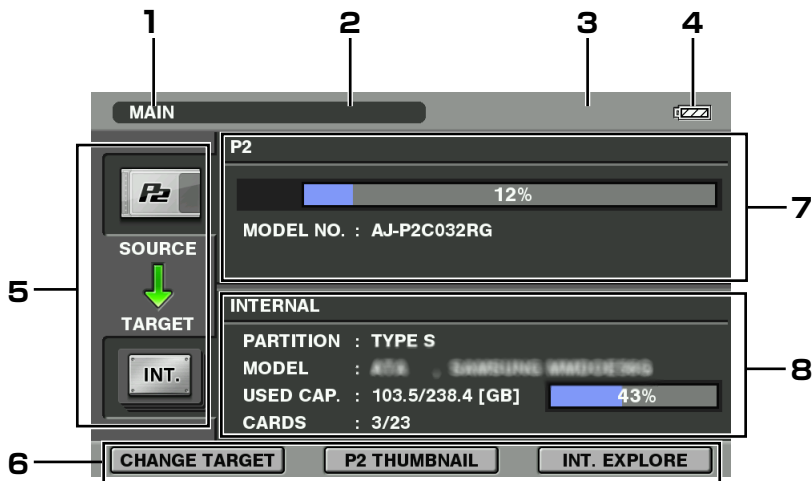 1 2 3 4
MAIN
P2
P2
12%
MODEL NO. : AJ-P2C032RG
7
SOURCE
5
TARGET
INT.
INTERNAL
PARTITION : TYPE S
MODEL :
USED CAP. : 103.5/238.4 [GB] 43%
CARDS : 3/23
8
6
CHANGE TARGET P2 THUMBNAIL INT. EXPLORE